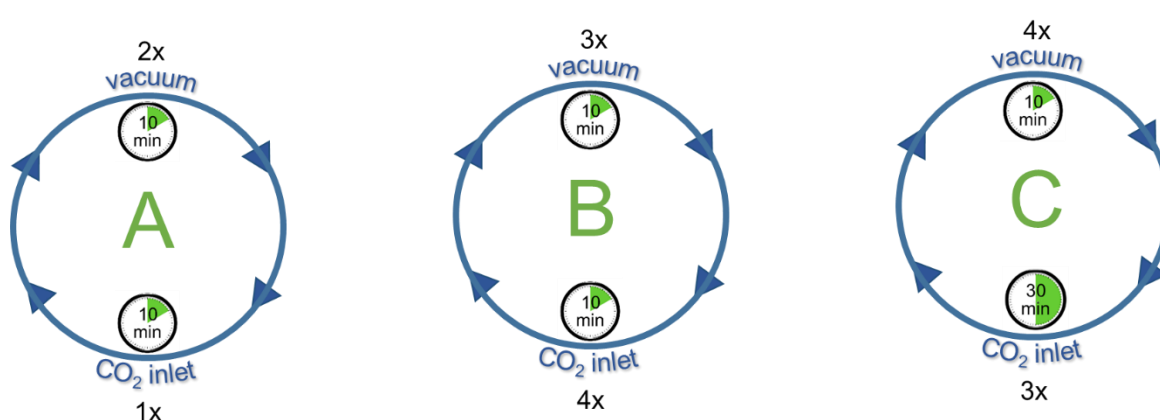 2x
vacuum
10
min
A
10
min
CO₂ inlet
1x
3x
vacuum
10
min
B
10
min
CO₂ inlet
4x
4x
vacuum
10
min
C
30
min
CO₂ inlet
3x